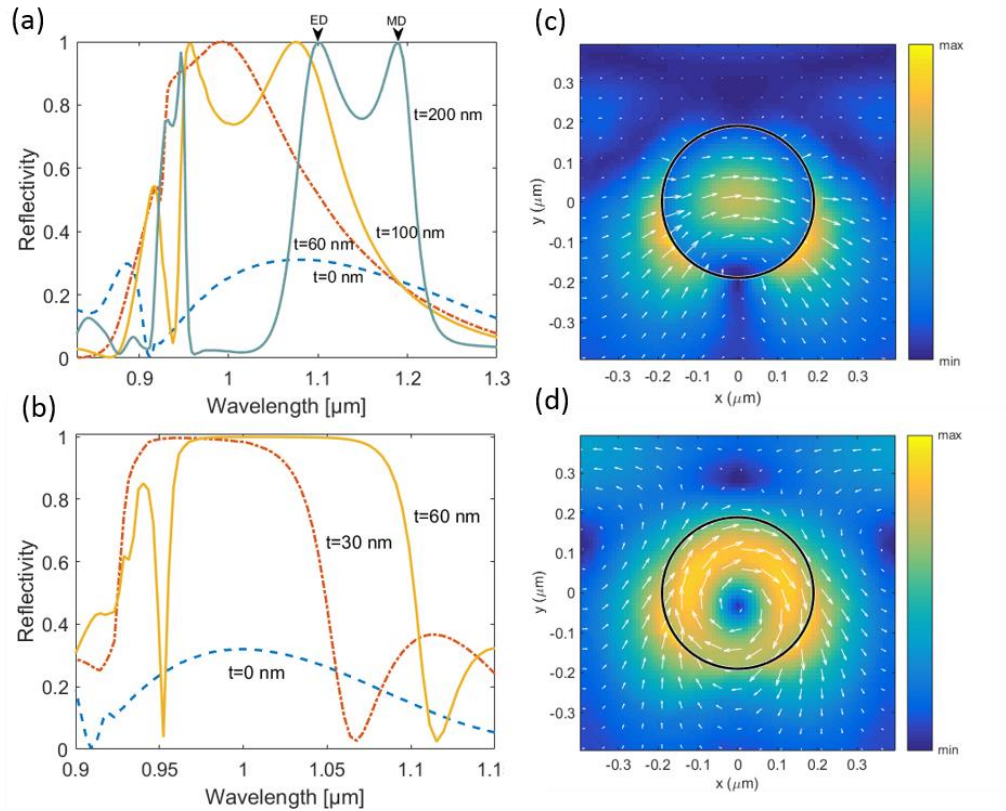 (a)
ED
MD
1
0.8
0.6
0.4
0.2
0
Reflectivity
t=200 nm
t=100 nm
t=60 nm
t=0 nm
0.9
1
1.1
1.2
1.3
Wavelength [µm]
(b)
1
0.8
0.6
0.4
0.2
0
Reflectivity
t=60 nm
t=30 nm
t=0 nm
0.9
0.95
1
1.05
1.1
1.1
Wavelength [µm]
(c)
0.3
0.2
0.1
0
-0.1
-0.2
-0.3
y (µm)
-0.3
-0.2
-0.1
0
0.1
0.2
0.3
x (µm)
max
min
(d)
0.3
0.2
0.1
0
-0.1
-0.2
-0.3
y (µm)
-0.3
-0.2
-0.1
0
0.1
0.2
0.3
x (µm)
max
min